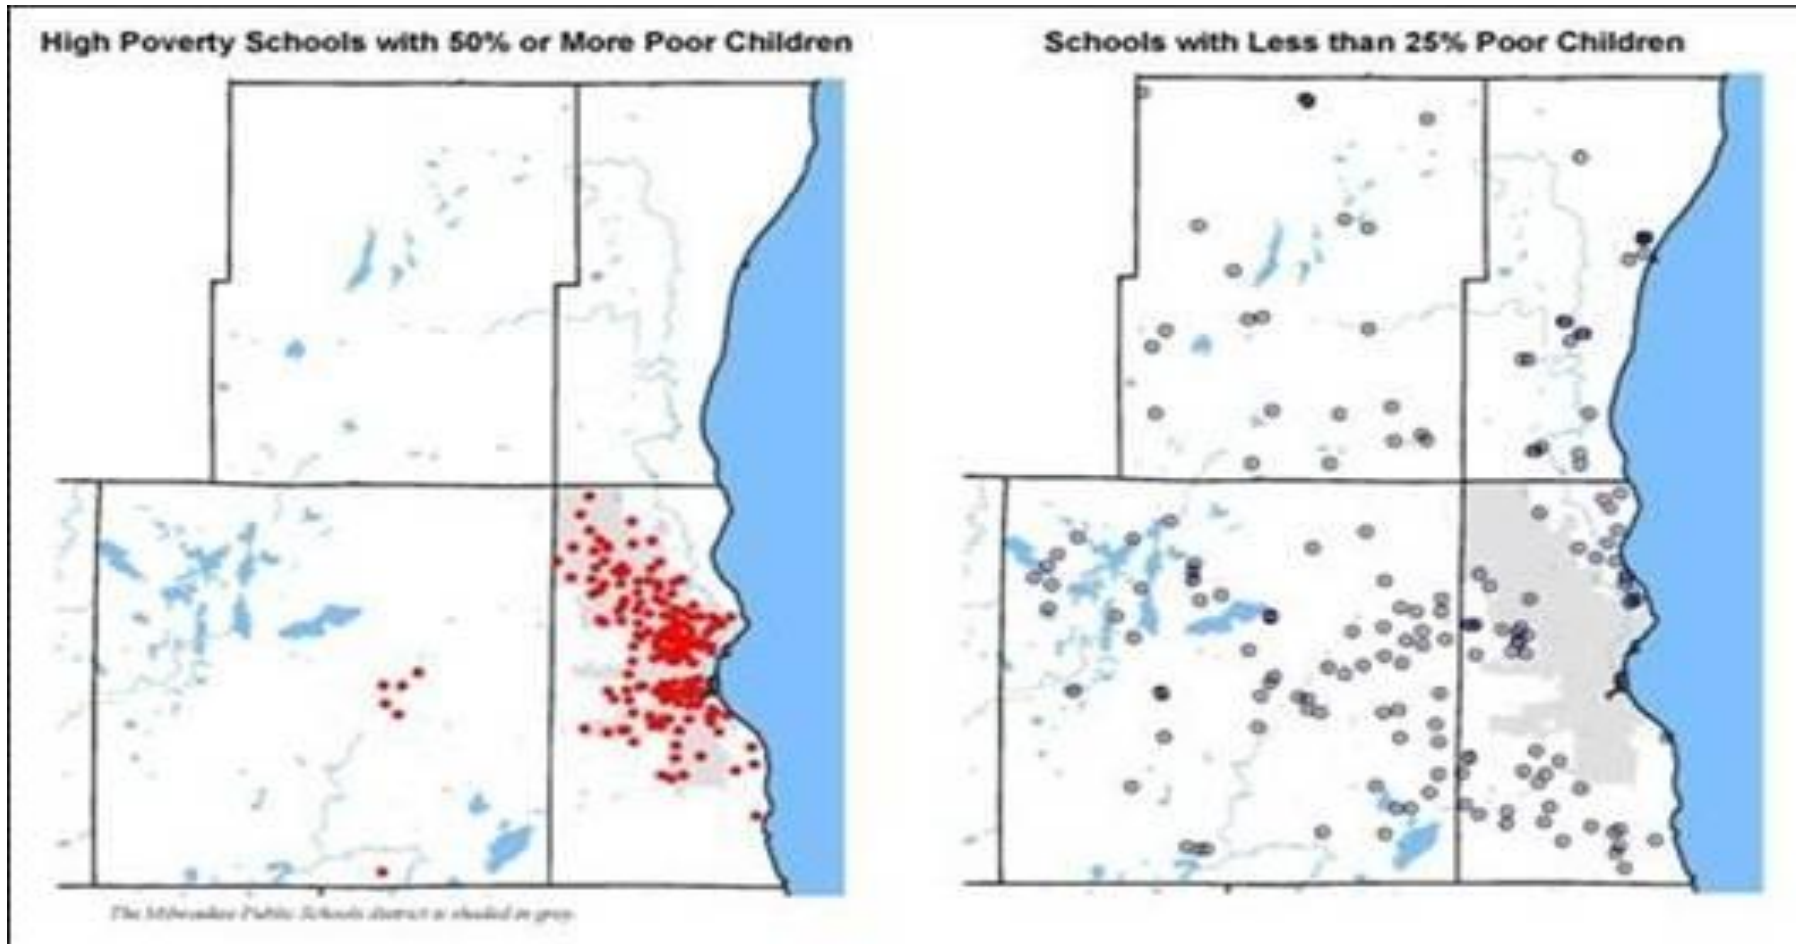 High Poverty Schools with 50% or More Poor Children
Schools with Less than 25% Poor Children
The Milwaukee Public Schools district is shaded in grey.